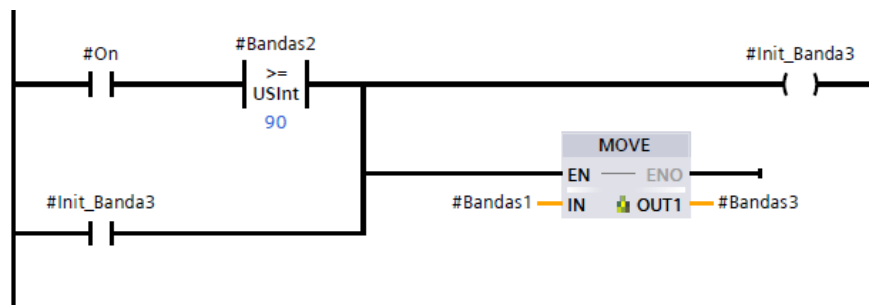 #Bandas2
#On
#Init_Banda3
>=
USInt
90
MOVE
EN ENO
#Init_Banda3
#Bandas1 IN OUT1 #Bandas3